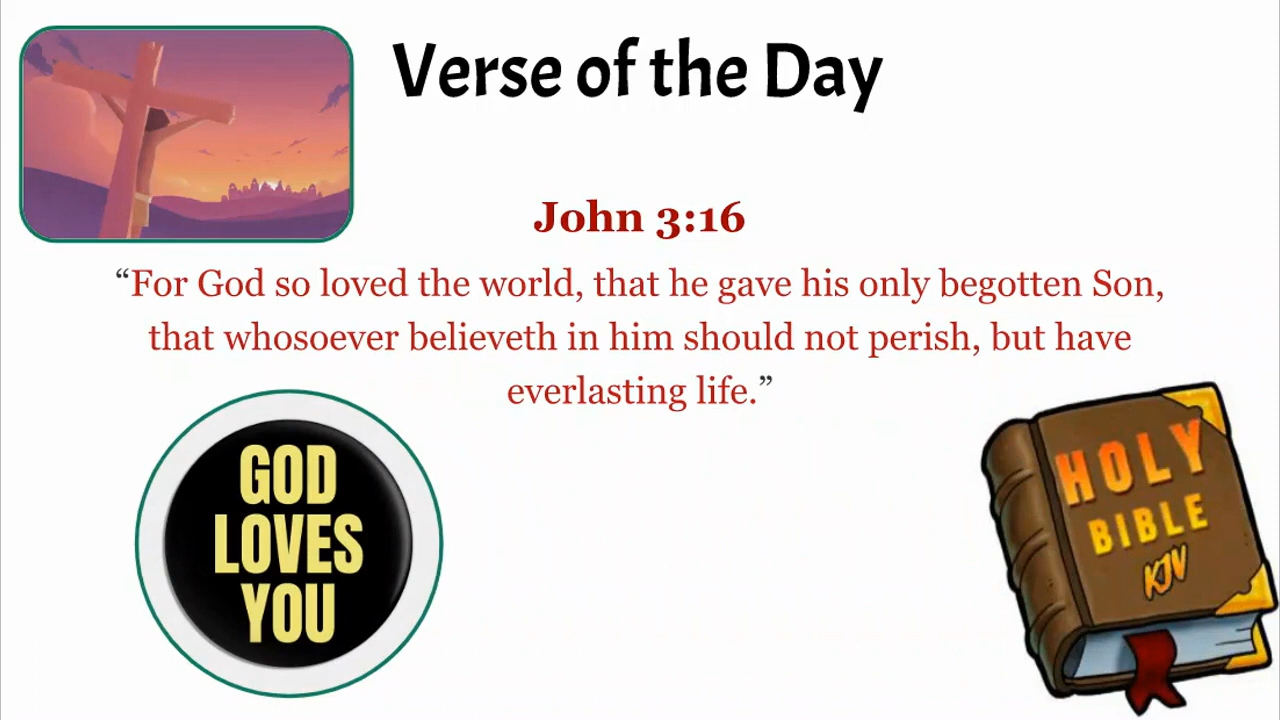 Verse of the Day
John 3:16
“For God so loved the world, that he gave his only begotten Son,
that whosoever believeth in him should not perish, but have
everlasting life.”
GOD
LOVES
YOU
HOLY
BIBLE
KJV